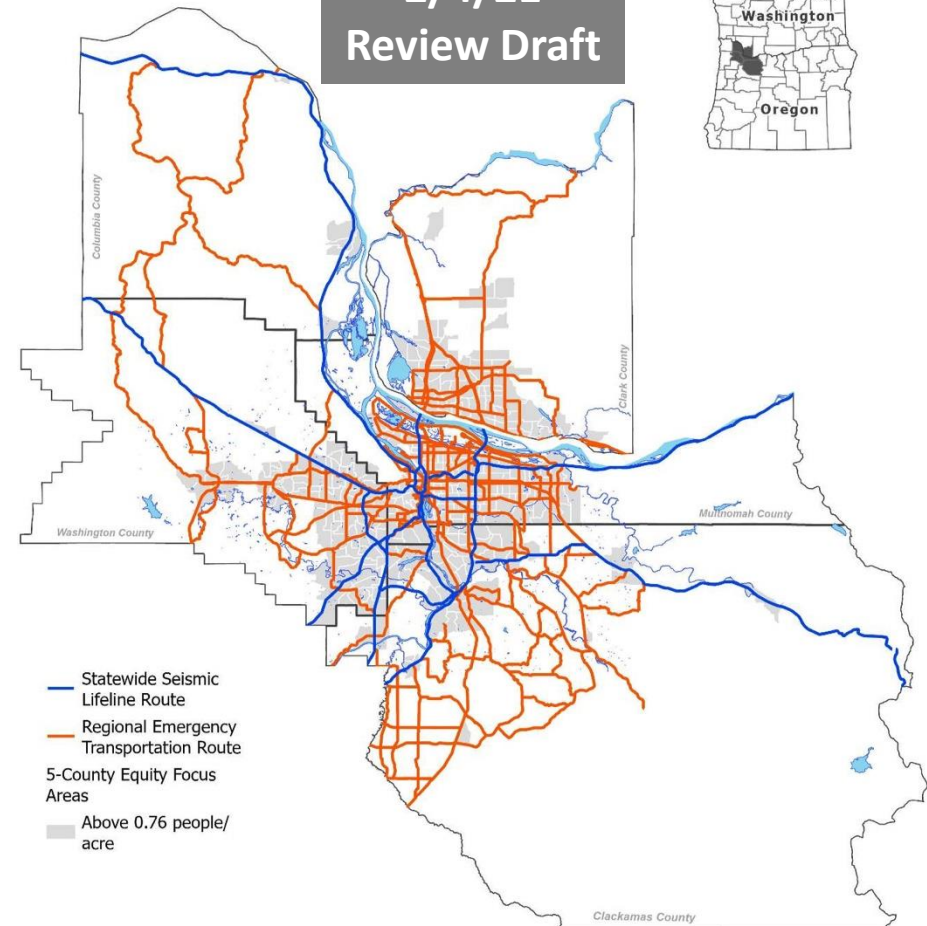 Review Draft
Washington
Oregon
Columbia County
Clark County
Multnomah County
Washington County
Statewide Seismic
Lifeline Route
Regional Emergency
Transportation Route
5-County Equity Focus
Areas
Above 0.76 people/
acre
Clackamas County